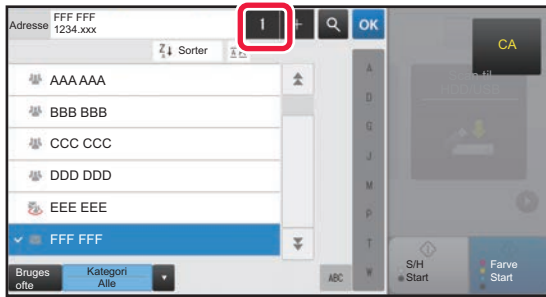 Adresse
FFF FFF
1234.xxx
1
+
OK
CA
Z↓ Sorter
AAA AAA
BBB BBB
CCC CCC
DDD DDD
EEE EEE
FFF FFF
A
D
G
J
M
P
T
W
ABC
Bruges
ofte
Kategori
Alle
S/H
Start
Farve
Start